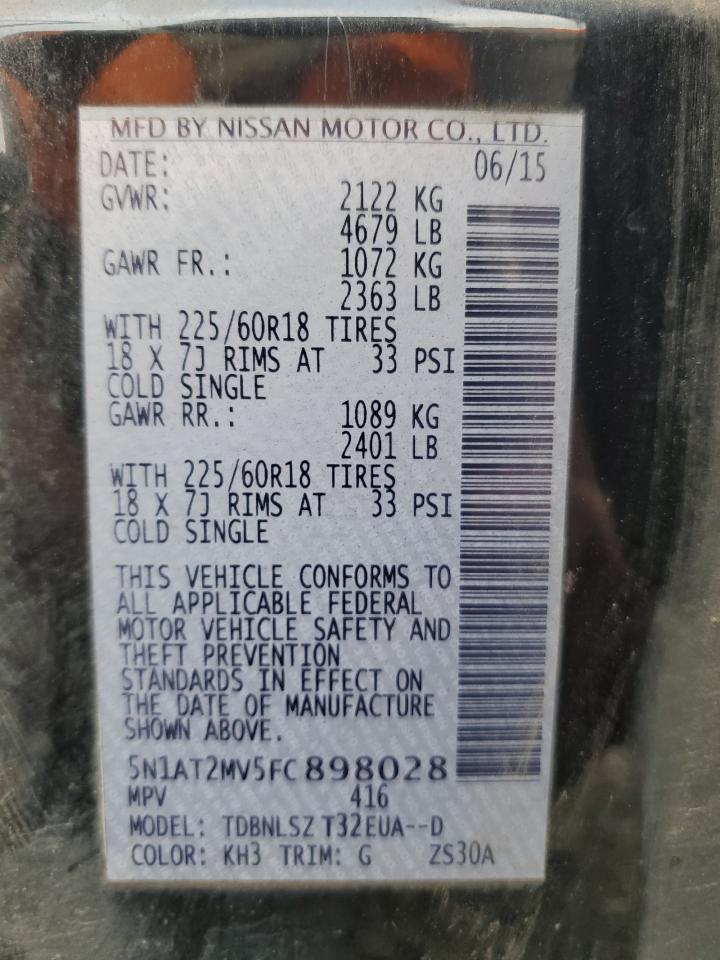 MFD BY NISSAN MOTOR CO., LTD.
DATE: 06/15
GVWR: 2122 KG
4679 LB
GAWR FR.: 1072 KG
2363 LB
WITH 225/60R18 TIRES
18 X 7J RIMS AT 33 PSI
COLD SINGLE
GAWR RR.: 1089 KG
2401 LB
WITH 225/60R18 TIRES
18 X 7J RIMS AT 33 PSI
COLD SINGLE
THIS VEHICLE CONFORMS TO
ALL APPLICABLE FEDERAL
MOTOR VEHICLE SAFETY AND
THEFT PREVENTION
STANDARDS IN EFFECT ON
THE DATE OF MANUFACTURE
SHOWN ABOVE.
5N1AT2MV5FC898028
MPV 416
MODEL: TDBNLSZ T32EUA--D
COLOR: KH3 TRIM: G ZS30A